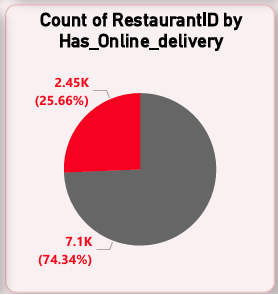 Count of RestaurantID by
Has_Online_delivery
2.45K
(25.66%)
7.1K
(74.34%)